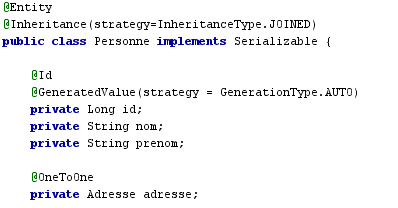 @Entity
@Inheritance(strategy=InheritanceType.JOINED)
public class Personne implements Serializable {
@Id
@GeneratedValue(strategy = GenerationType.AUTO)
private Long id;
private String nom;
private String prenom;
@OneToOne
private Adresse adresse;